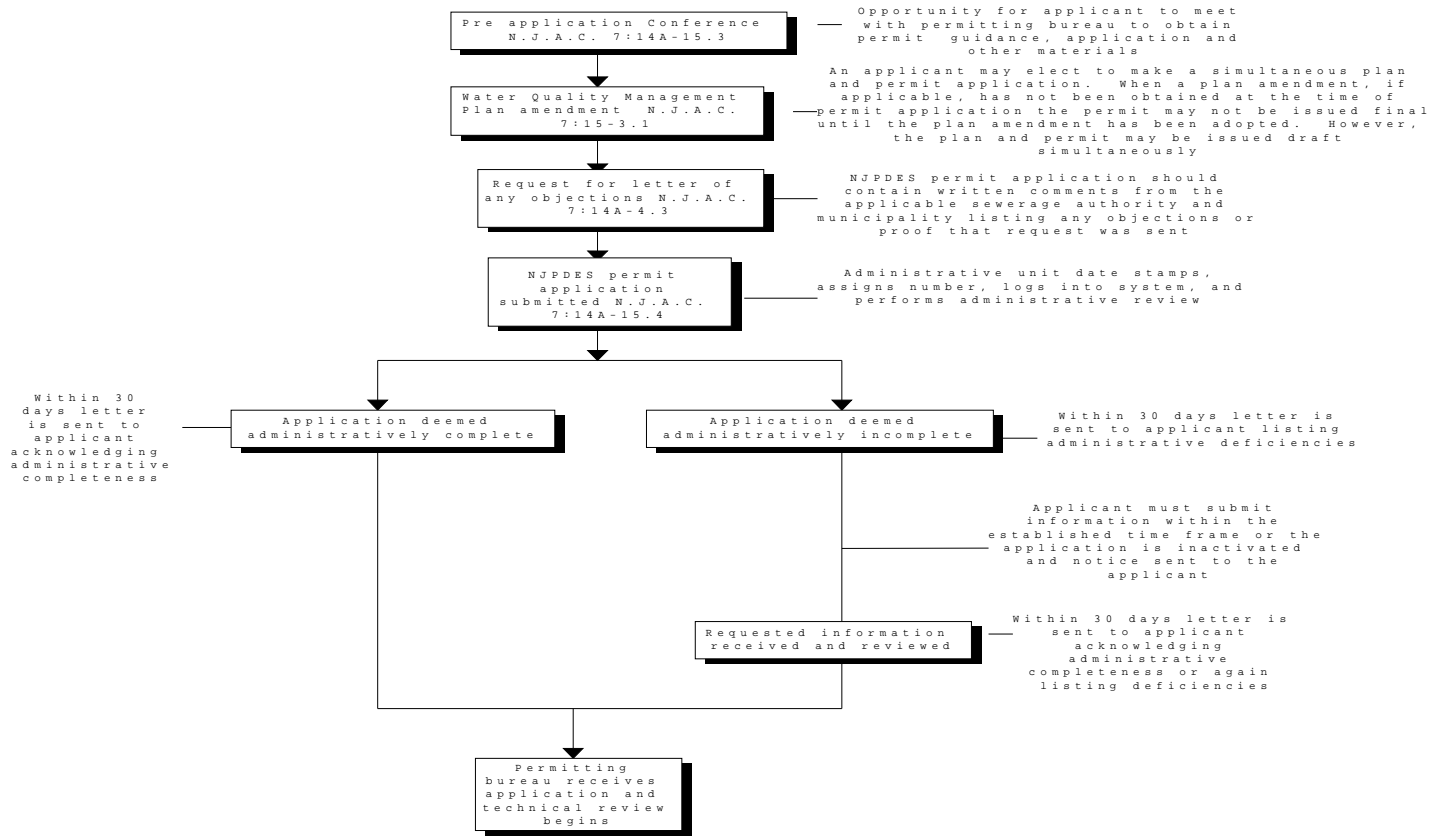 Pre application Conference
N.J.A.C. 7:14A-15.3
Opportunity for applicant to meet
with permitting bureau to obtain
permit guidance, application and
other materials
Water Quality Management
Plan amendment N.J.A.C.
7:15-3.1
An applicant may elect to make a simultaneous plan
and permit application. When a plan amendment, if
applicable, has not been obtained at the time of
permit application the permit may not be issued final
until the plan amendment has been adopted. However,
the plan and permit may be issued draft
simultaneously
Request for letter of
any objections N.J.A.C.
7:14A-4.3
NJPDES permit application should
contain written comments from the
applicable sewerage authority and
municipality listing any objections or
proof that request was sent
NJPDES permit
application
submitted N.J.A.C.
7:14A-15.4
Administrative unit date stamps,
assigns number, logs into system, and
performs administrative review
Within 30
days letter
is sent to
applicant
acknowledging
administrative
completeness
Application deemed
administratively complete
Application deemed
administratively incomplete
Within 30 days letter is
sent to applicant listing
administrative deficiencies
Applicant must submit
information within the
established time frame or the
application is inactivated
and notice sent to the
applicant
Requested information
received and reviewed
Within 30 days letter is
sent to applicant
acknowledging
administrative
completeness or again
listing deficiencies
Permitting
bureau receives
application and
technical review
begins